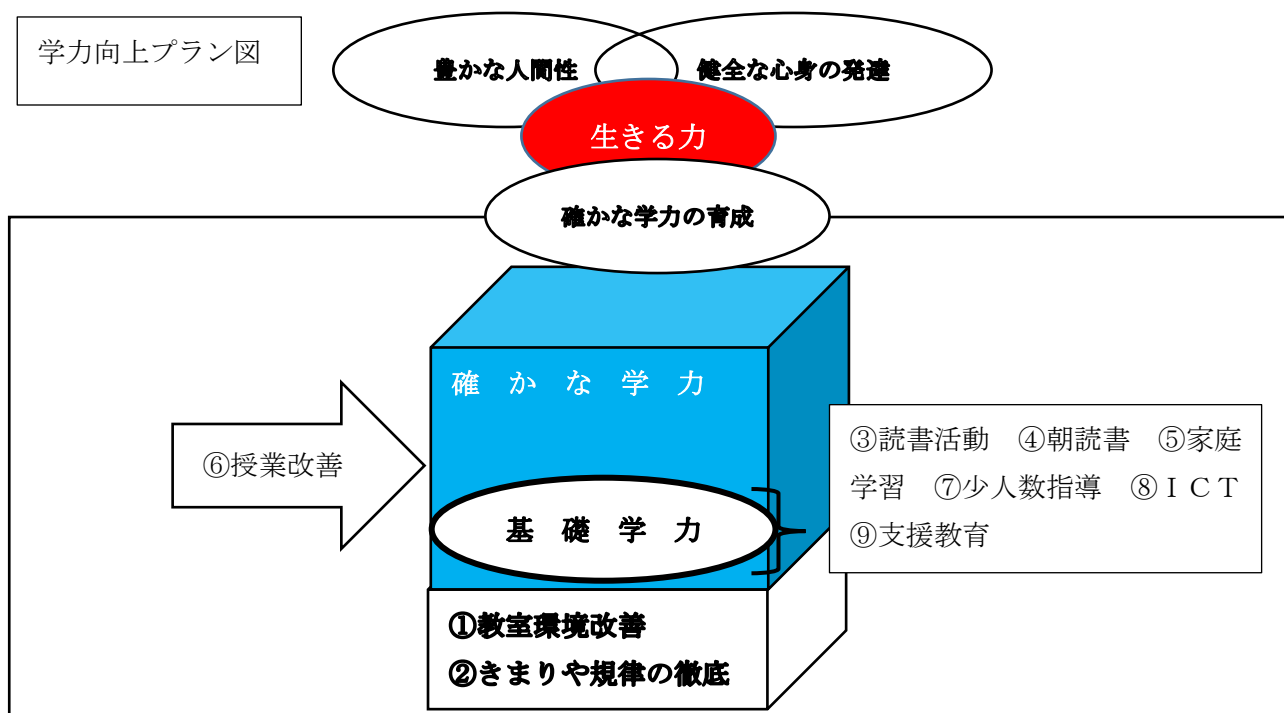 学力向上プラン図
豊かな人間性
健全な心身の発達
生きる力
確かな学力の育成
確 か な 学 力
⑥授業改善
③読書活動　④朝読書　⑤家庭
学習　⑦少人数指導　⑧ＩＣＴ
⑨支援教育
基 礎 学 力
①教室環境改善
②きまりや規律の徹底